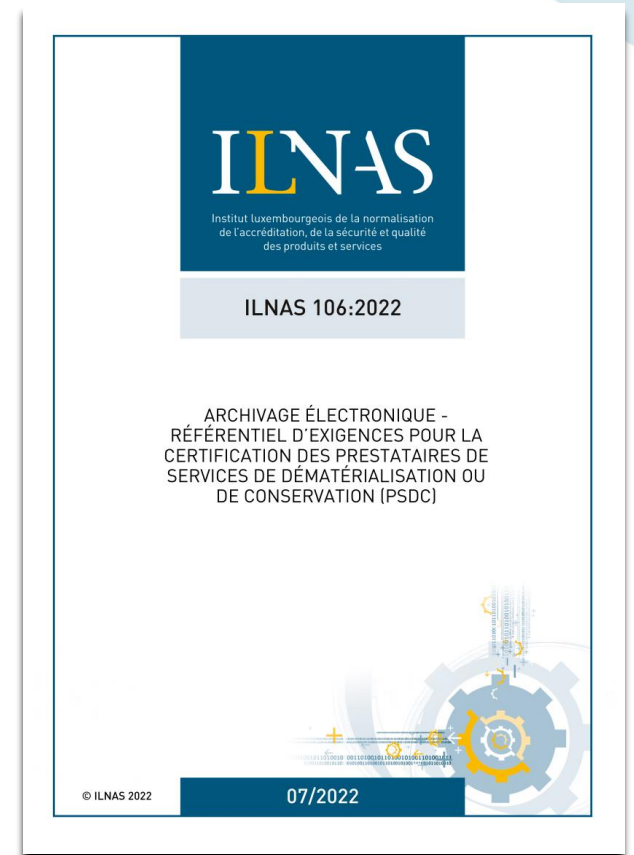 ILNAS
Institut luxembourgeois de la normalisation
de l'accréditation, de la sécurité et qualité
des produits et services
ILNAS 106:2022
ARCHIVAGE ÉLECTRONIQUE -
RÉFÉRENTIEL D'EXIGENCES POUR LA
CERTIFICATION DES PRESTATAIRES DE
SERVICES DE DÉMATÉRIALISATION OU
DE CONSERVATION (PSDC)
© ILNAS 2022
07/2022